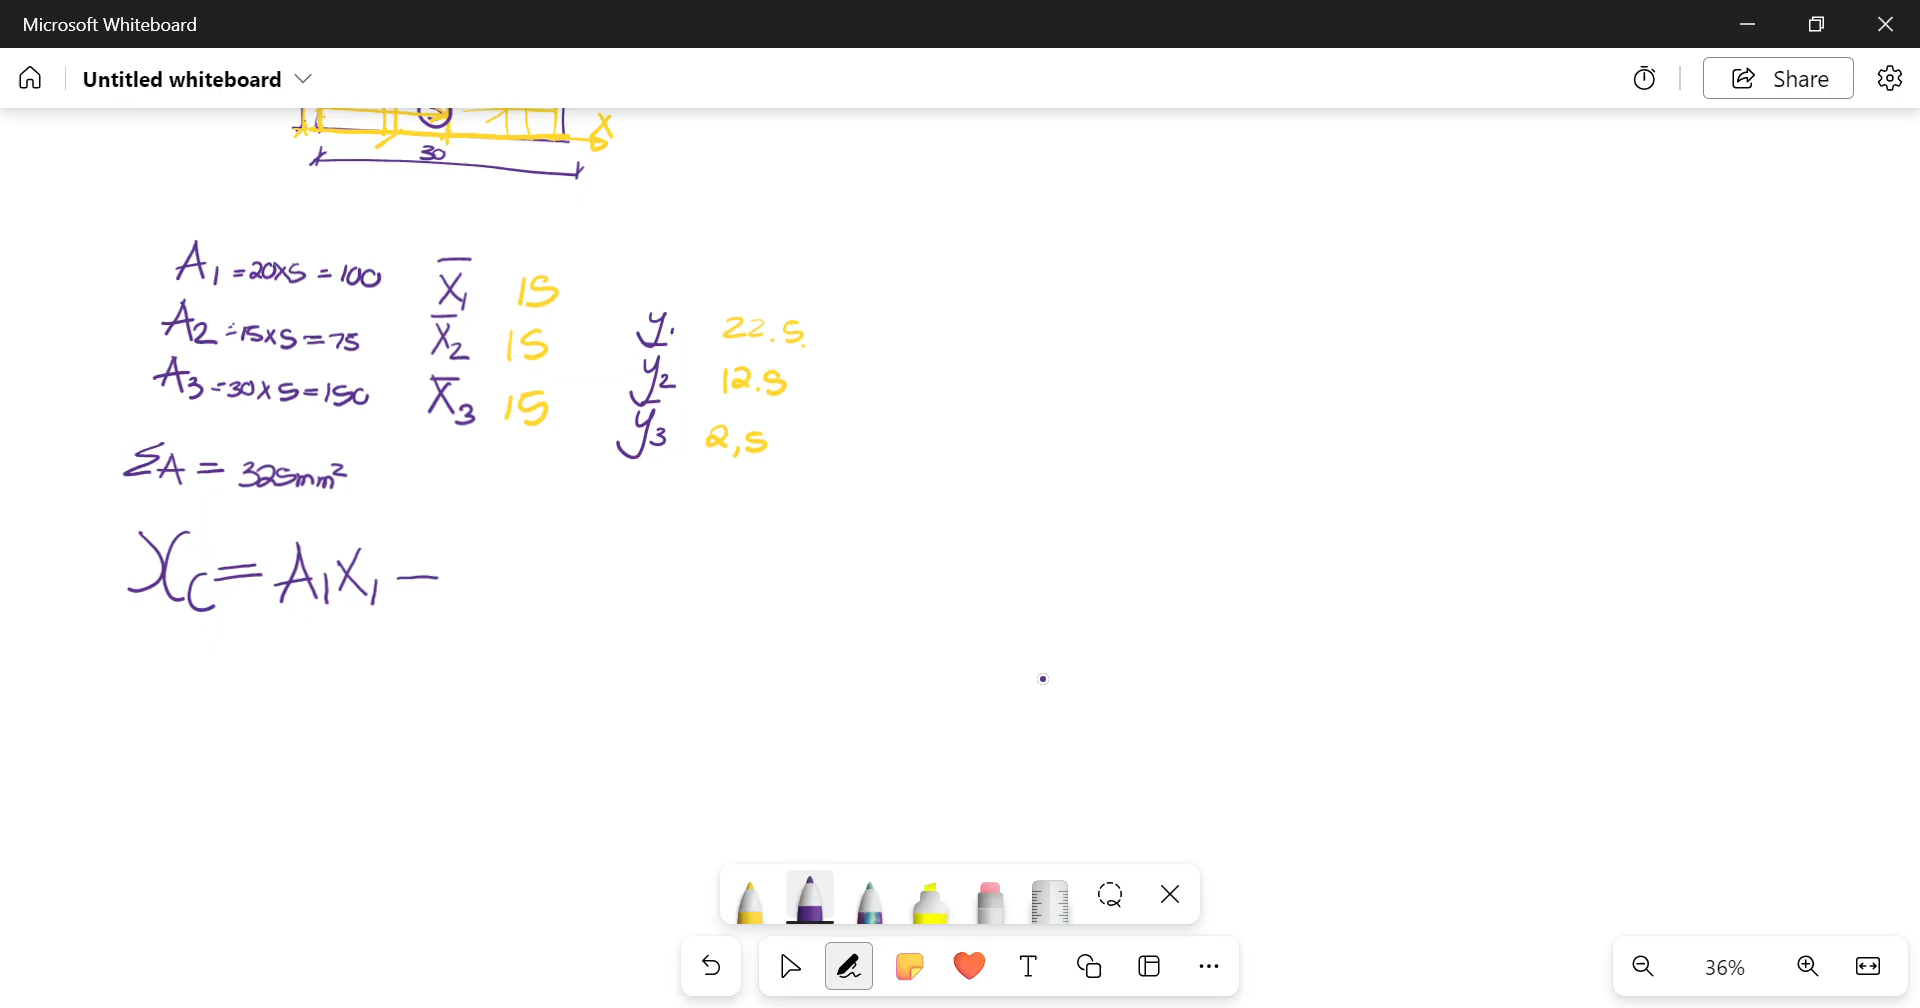 Microsoft Whiteboard
Untitled whiteboard
Share
X
30
A1 = 20x5 = 100
X̄1 15
A2 = 15x5 = 75
X̄2 15
A3 = 30x5 = 150
X̄3 15
y1 22.5
y2 12.5
y3 2,5
ΣA = 325mm²
Xc = A1X1 –
36%